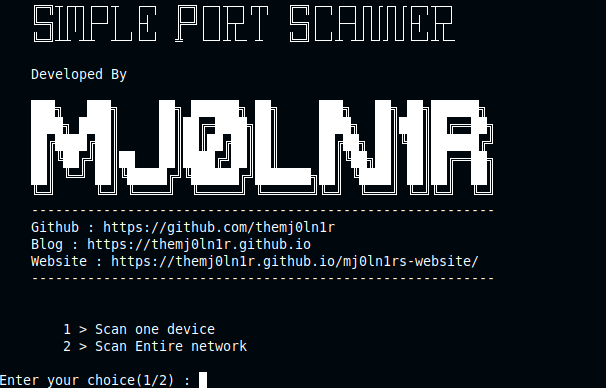 SIMPLE PORT SCANNER
Developed By
MJ0LN1R
----------------------------------------------------------
Github : https://github.com/themj0ln1r
Blog : https://themj0ln1r.github.io
Website : https://themj0ln1r.github.io/mj0ln1rs-website/
----------------------------------------------------------
1 > Scan one device
2 > Scan Entire network
Enter your choice(1/2) :